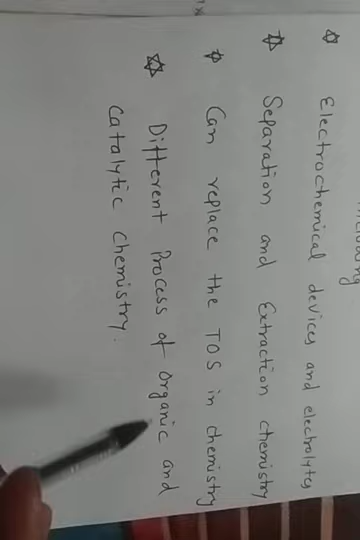 including
Electrochemical devices and electrolytes
Separation and Extraction chemistry
Can replace the TOS in chemistry
Different Process of organic and
Catalytic Chemistry.